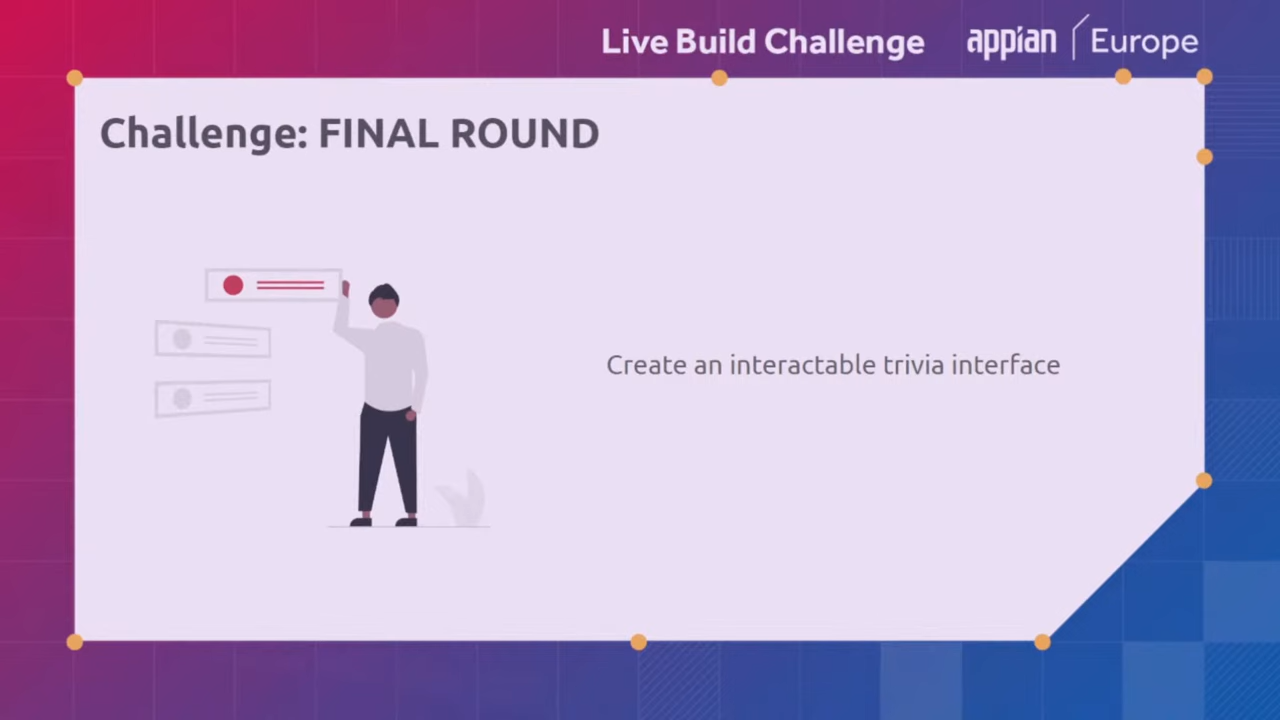 Live Build Challenge
appian Europe
Challenge: FINAL ROUND
Create an interactable trivia interface